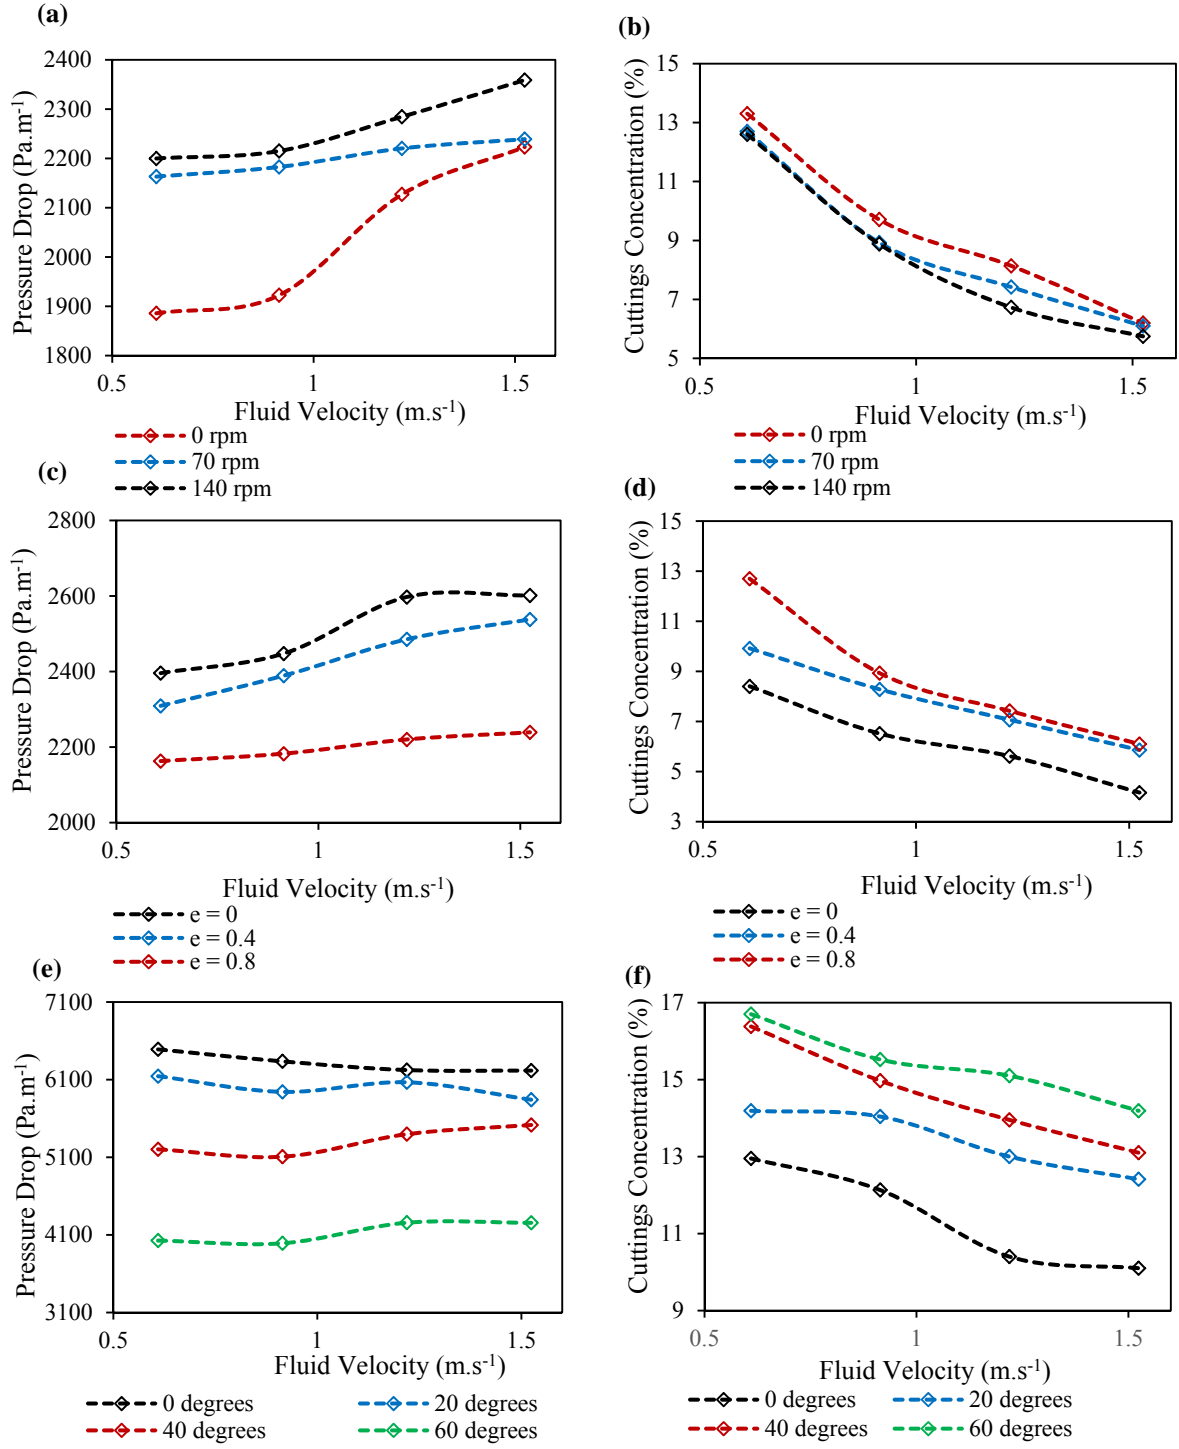 (a)
2400
2300
2200
2100
2000
1900
1800
Pressure Drop (Pa.m⁻¹)
0.5 1 1.5
Fluid Velocity (m.s⁻¹)
0 rpm
70 rpm
140 rpm
(b)
15
13
11
9
7
5
Cuttings Concentration (%)
0.5 1 1.5
Fluid Velocity (m.s⁻¹)
0 rpm
70 rpm
140 rpm
(c)
2800
2600
2400
2200
2000
Pressure Drop (Pa.m⁻¹)
0.5 1 1.5
Fluid Velocity (m.s⁻¹)
e = 0
e = 0.4
e = 0.8
(d)
15
13
11
9
7
5
3
Cuttings Concentration (%)
0.5 1 1.5
Fluid Velocity (m.s⁻¹)
e = 0
e = 0.4
e = 0.8
(e)
7100
6100
5100
4100
3100
Pressure Drop (Pa.m⁻¹)
0.5 1 1.5
Fluid Velocity (m.s⁻¹)
0 degrees 20 degrees
40 degrees 60 degrees
(f)
17
15
13
11
9
Cuttings Concentration (%)
0.5 1 1.5
Fluid Velocity (m.s⁻¹)
0 degrees 20 degrees
40 degrees 60 degrees